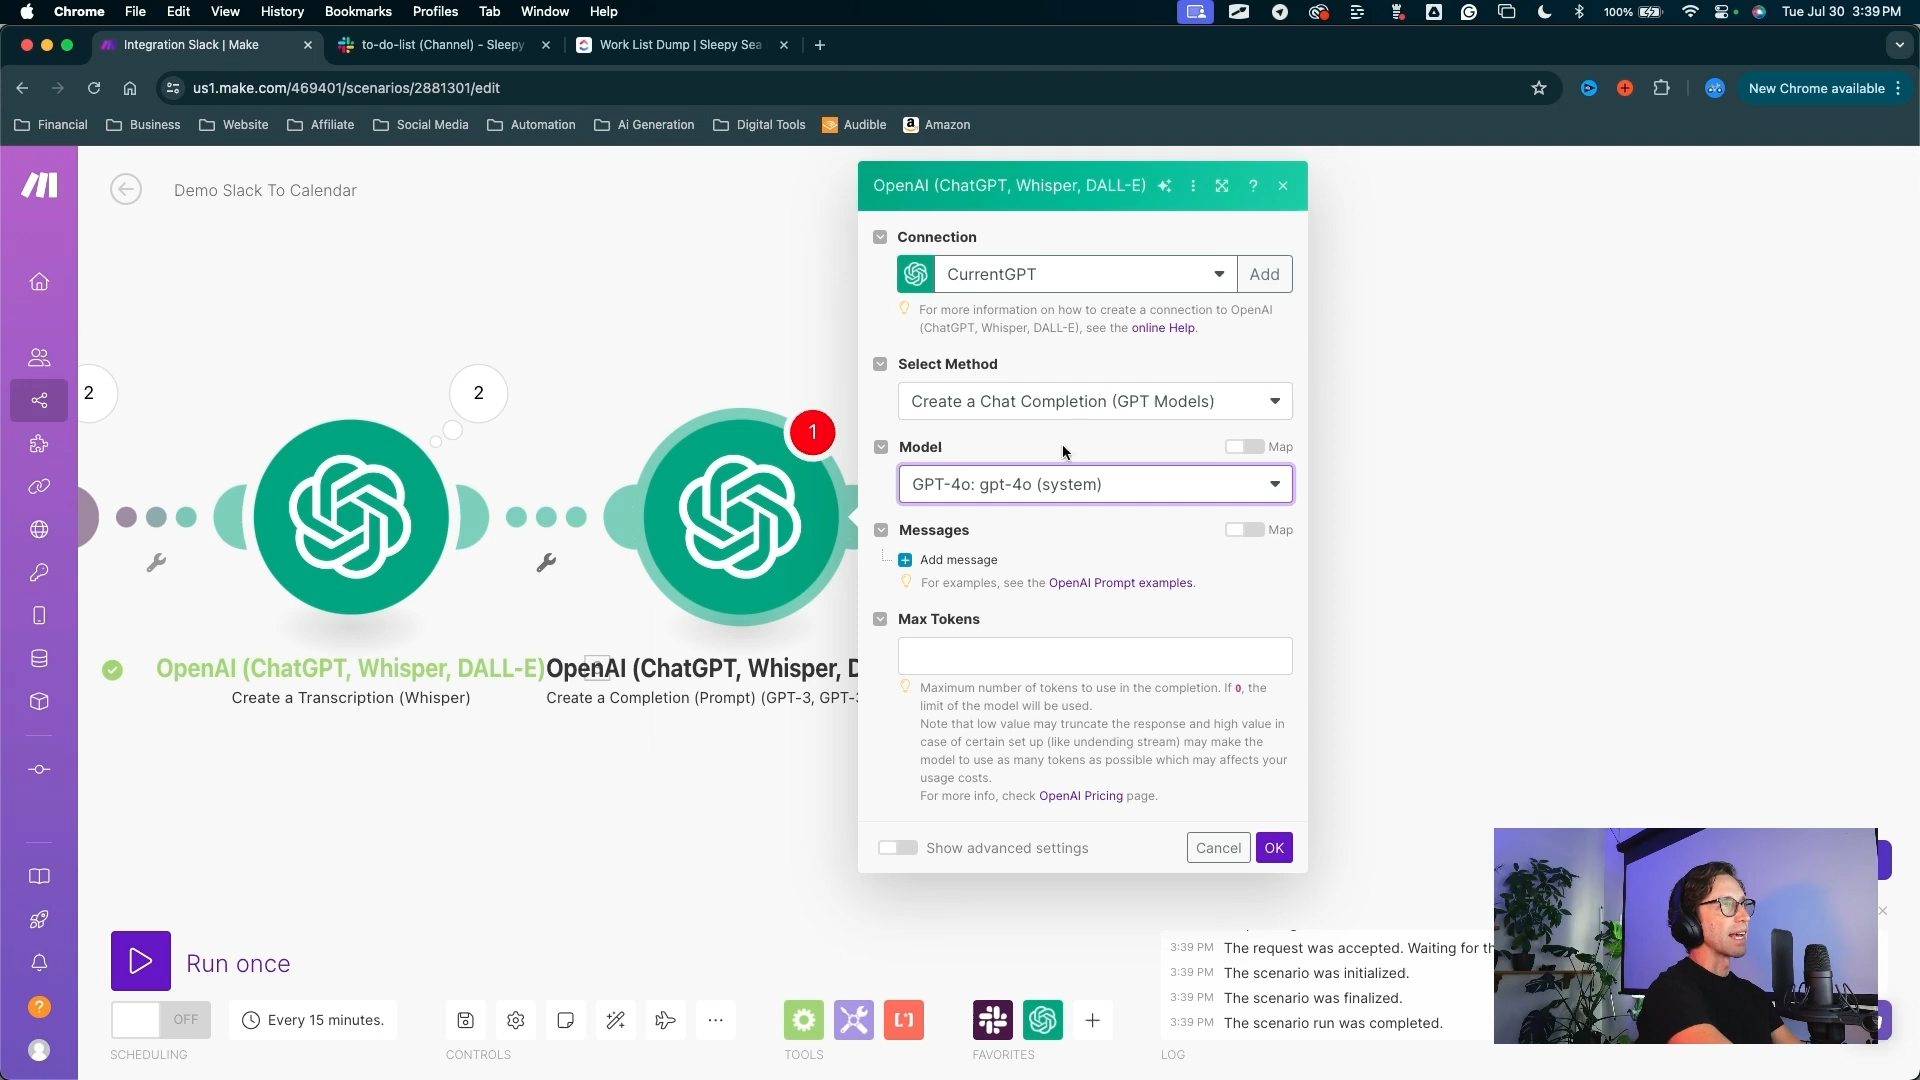 Chrome File Edit View History Bookmarks Profiles Tab Window Help 100% Tue Jul 30 3:39 PM
Integration Slack | Make to-do-list (Channel) - Sleepy Work List Dump | Sleepy Sea
us1.make.com/469401/scenarios/2881301/edit New Chrome available
Financial Business Website Affiliate Social Media Automation Ai Generation Digital Tools Audible Amazon
Demo Slack To Calendar
OpenAI (ChatGPT, Whisper, DALL-E)
Connection
CurrentGPT Add
For more information on how to create a connection to OpenAI
(ChatGPT, Whisper, DALL-E), see the online Help.
Select Method
Create a Chat Completion (GPT Models)
Model Map
GPT-4o: gpt-4o (system)
Messages Map
Add message
For examples, see the OpenAI Prompt examples.
Max Tokens
Maximum number of tokens to use in the completion. If 0, the
limit of the model will be used.
Note that low value may truncate the response and high value in
case of certain set up (like undending stream) may make the
model to use as many tokens as possible which may affects your
usage costs.
For more info, check OpenAI Pricing page.
Show advanced settings Cancel OK
2
2
1
OpenAI (ChatGPT, Whisper, DALL-E)
Create a Transcription (Whisper)
OpenAI (ChatGPT, Whisper, D
Create a Completion (Prompt) (GPT-3, GPT-3
Run once
OFF Every 15 minutes.
SCHEDULING CONTROLS TOOLS FAVORITES LOG
3:39 PM The request was accepted. Waiting for th
3:39 PM The scenario was initialized.
3:39 PM The scenario was finalized.
3:39 PM The scenario run was completed.